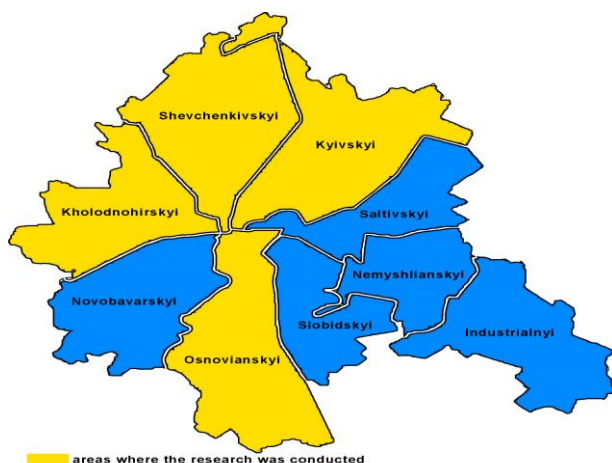 Shevchenkivskyi
Kyivskyi
Kholodnohirskyi
Saltivskyi
Nemyshlianskyi
Novobavarskyi
Slobidskyi
Industrialnyi
Osnovianskyi
areas where the research was conducted